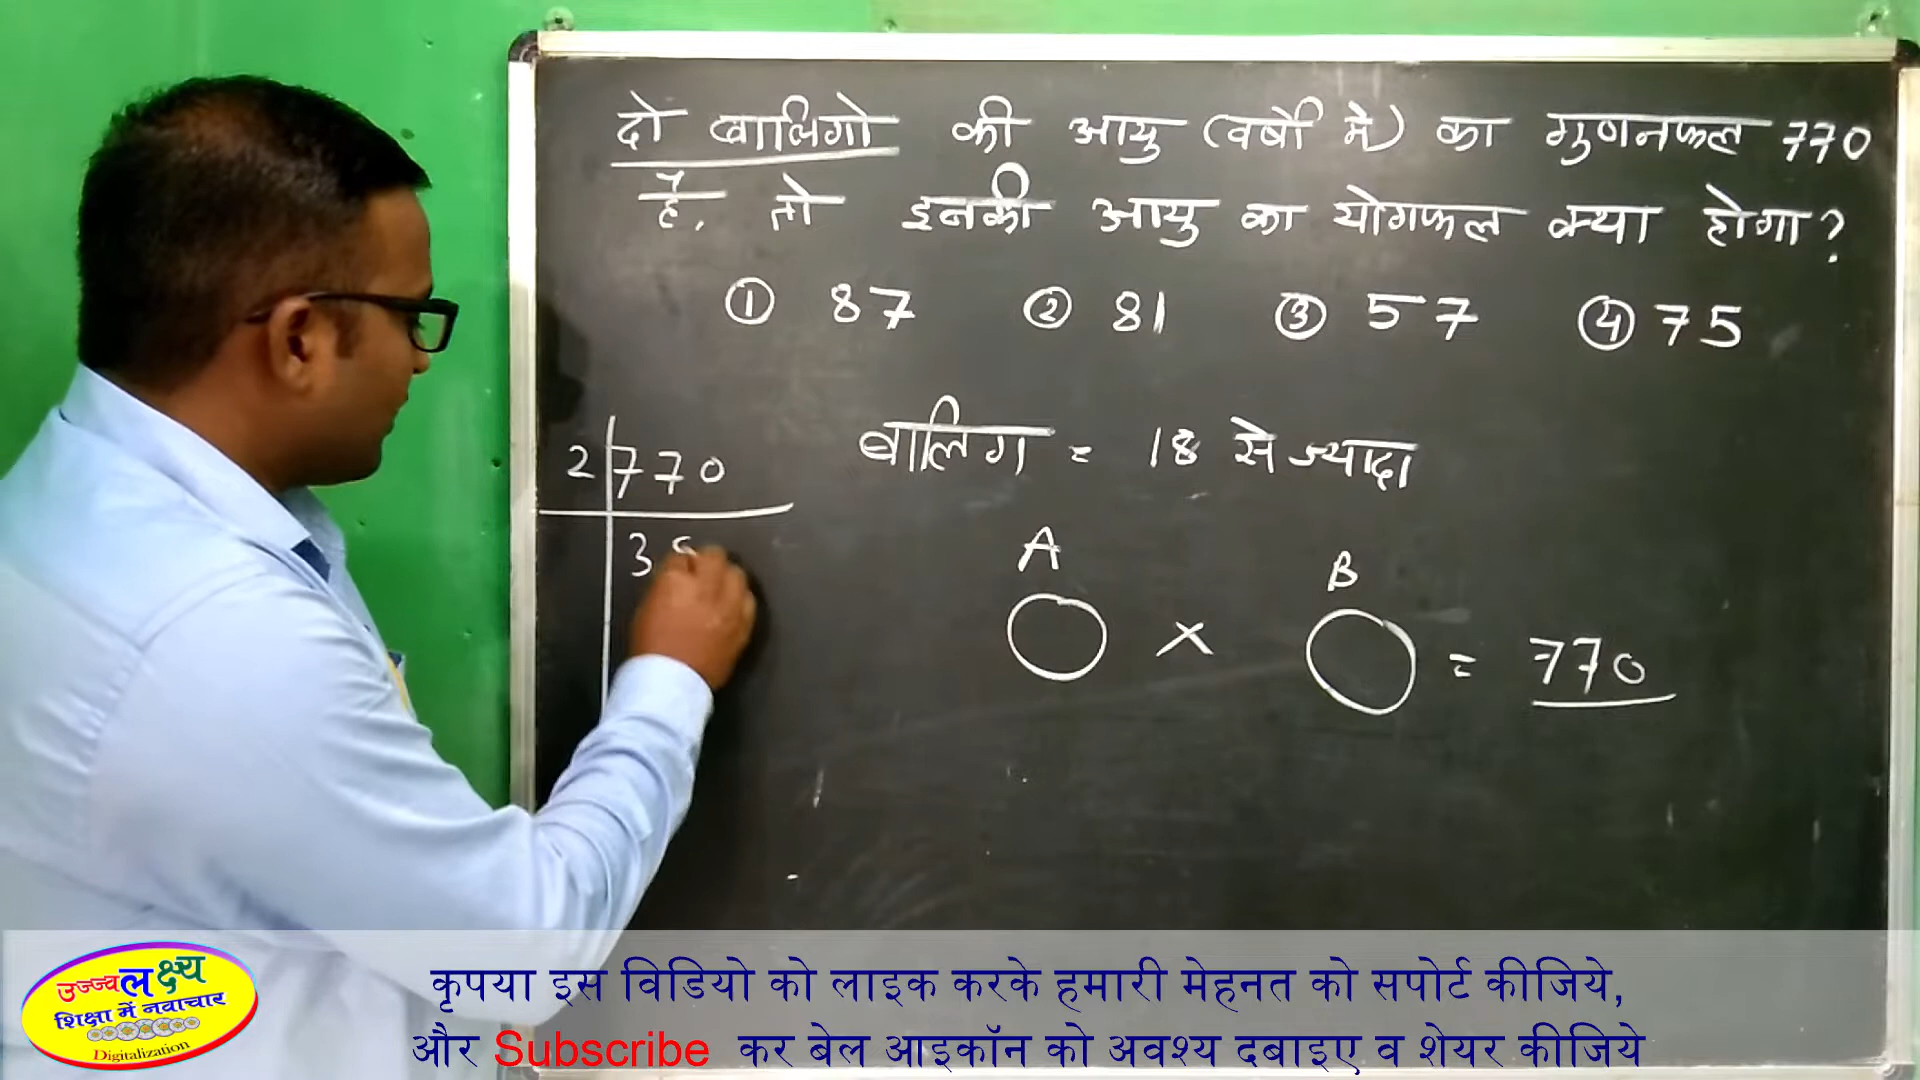 दो बालिगो की आयु (वर्षो मे) का गुणनफल 770
है, तो इनकी आयु का योगफल क्या होगा?
① 87 ② 81 ③ 57 ④ 75
बालिग = 18 से ज्यादा
2 770
3
A B
× = 770
उज्ज्वल लक्ष्य
शिक्षा में नवाचार
Digitalization
कृपया इस विडियो को लाइक करके हमारी मेहनत को सपोर्ट कीजिये,
और Subscribe कर बेल आइकॉन को अवश्य दबाइए व शेयर कीजिये